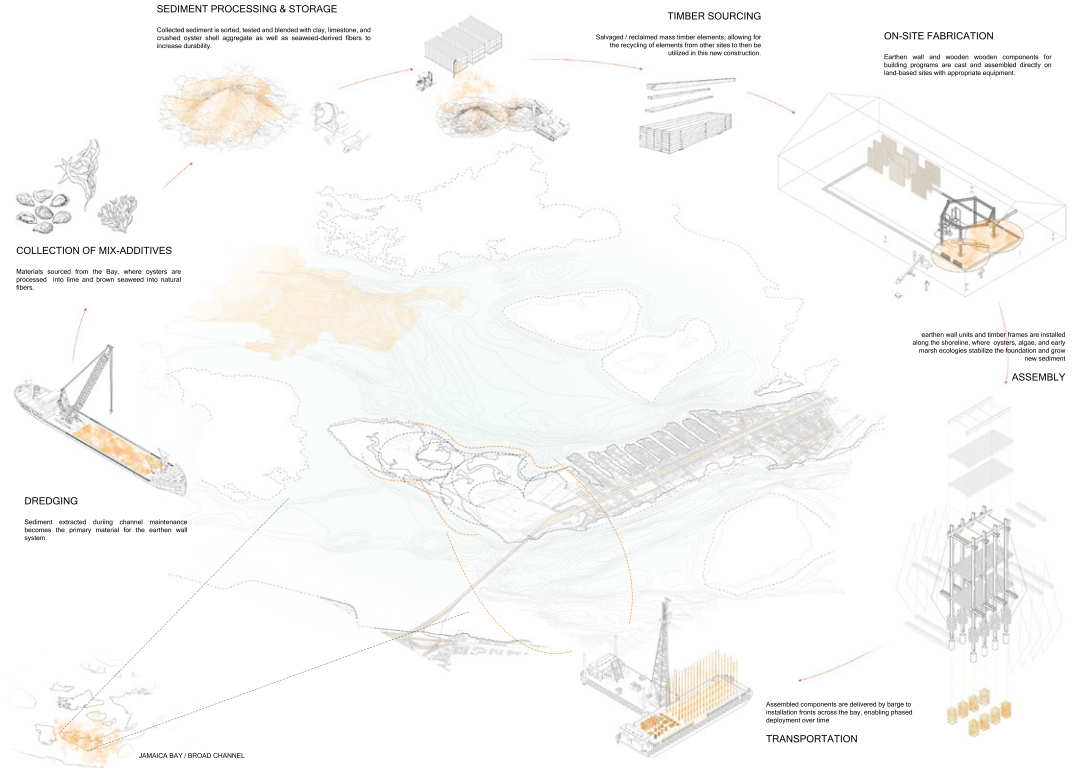 SEDIMENT PROCESSING & STORAGE
Collected sediment is sorted, tested and blended with clay, limestone, and
crushed oyster shell aggregate as well as seaweed-derived fibers to
increase durability.
TIMBER SOURCING
Salvaged / reclaimed mass timber elements, allowing for
the recycling of elements from other sites to then be
utilized in this new construction.
ON-SITE FABRICATION
Earthen wall and wooden wooden components for
building programs are cast and assembled directly on
land-based sites with appropriate equipment.
COLLECTION OF MIX-ADDITIVES
Materials sourced from the Bay, where oysters are
processed into lime and brown seaweed into natural
fibers.
earthen wall units and timber frames are installed
along the shoreline, where oysters, algae, and early
marsh ecologies stabilize the foundation and grow
new sediment
ASSEMBLY
DREDGING
Sediment extracted duriing channel maintenance
becomes the primary material for the earthen wall
system.
Assembled components are delivered by barge to
installation fronts across the bay, enabling phased
deployment over time
TRANSPORTATION
JAMAICA BAY / BROAD CHANNEL